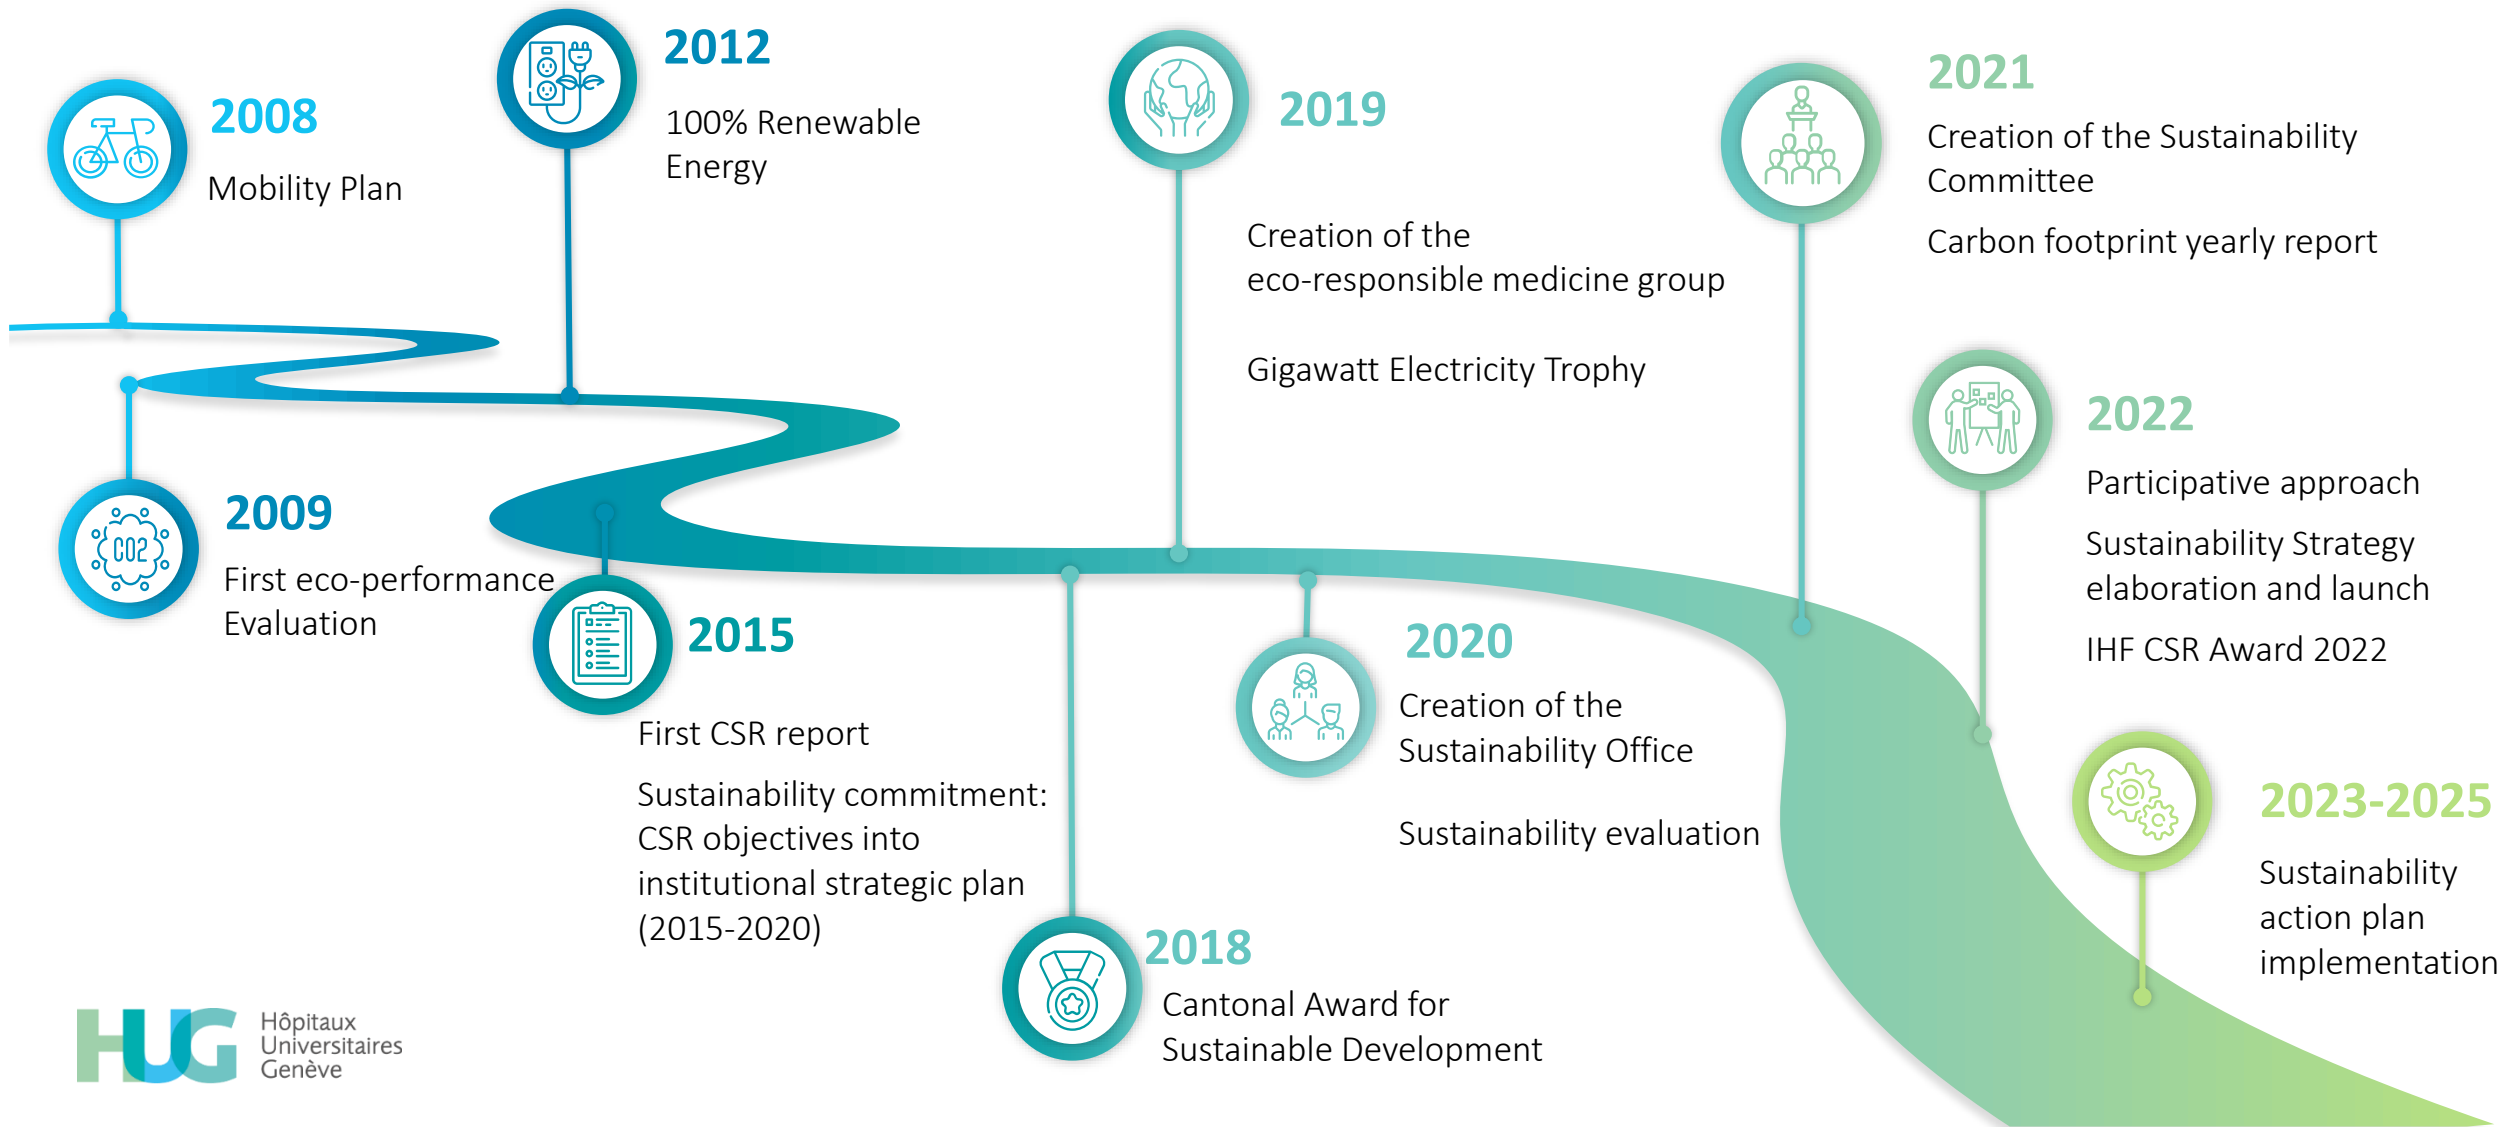 2008
Mobility Plan
2009
First eco-performance
Evaluation
CO2
2012
100% Renewable
Energy
2015
First CSR report
Sustainability commitment:
CSR objectives into
institutional strategic plan
(2015-2020)
2018
Cantonal Award for
Sustainable Development
2019
Creation of the
eco-responsible medicine group
Gigawatt Electricity Trophy
2020
Creation of the
Sustainability Office
Sustainability evaluation
2021
Creation of the Sustainability
Committee
Carbon footprint yearly report
2022
Participative approach
Sustainability Strategy
elaboration and launch
IHF CSR Award 2022
2023-2025
Sustainability
action plan
implementation
HUG
Hôpitaux
Universitaires
Genève